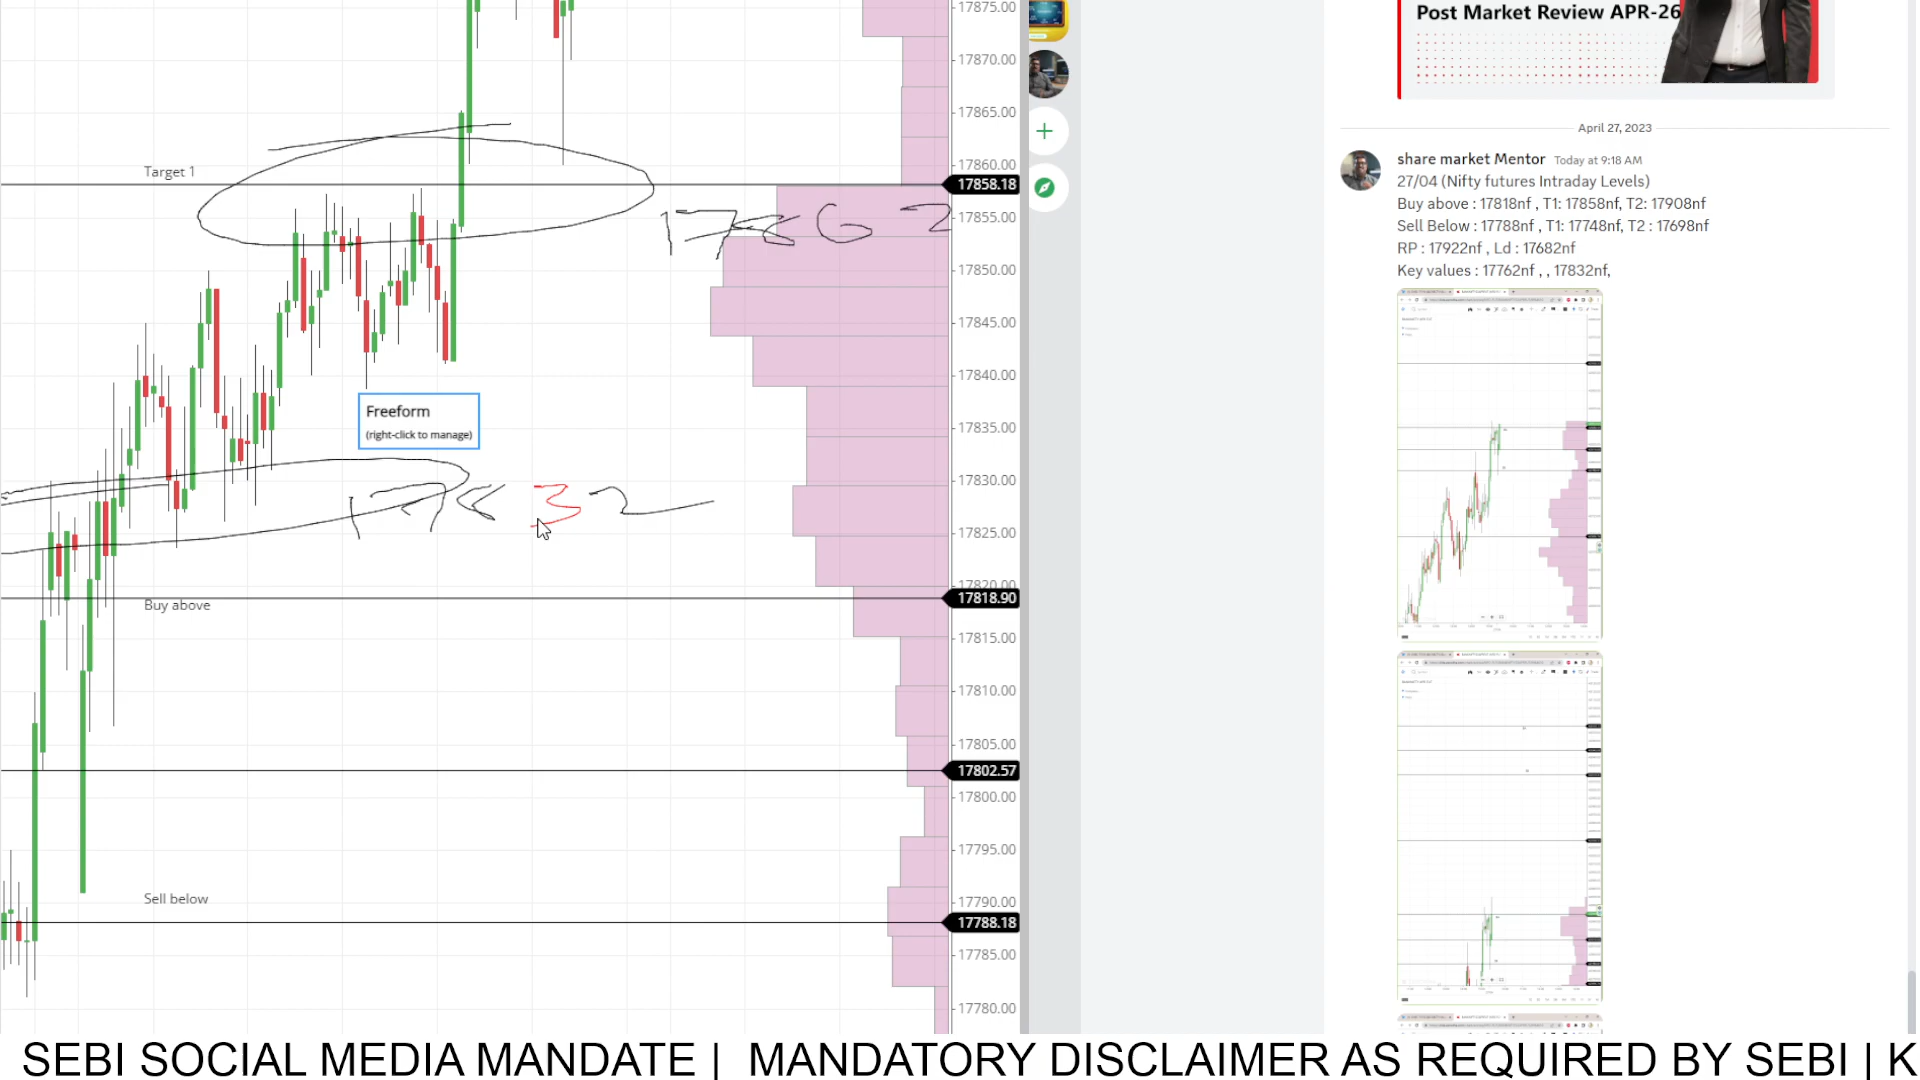 17875.00
17870.00
17865.00
17860.00
Target 1
17858.18
17855.00
17862
17850.00
17845.00
17840.00
Freeform
(right-click to manage)
17835.00
17830.00
17832
17825.00
17820.00
17818.90
Buy above
17815.00
17810.00
17805.00
17802.57
17800.00
17795.00
Sell below
17790.00
17788.18
17785.00
17780.00
Post Market Review APR-26
April 27, 2023
share market Mentor Today at 9:18 AM
27/04 (Nifty futures Intraday Levels)
Buy above : 17818nf , T1: 17858nf, T2: 17908nf
Sell Below : 17788nf , T1: 17748nf, T2 : 17698nf
RP : 17922nf , Ld : 17682nf
Key values : 17762nf , , 17832nf,
SEBI SOCIAL MEDIA MANDATE | MANDATORY DISCLAIMER AS REQUIRED BY SEBI | K